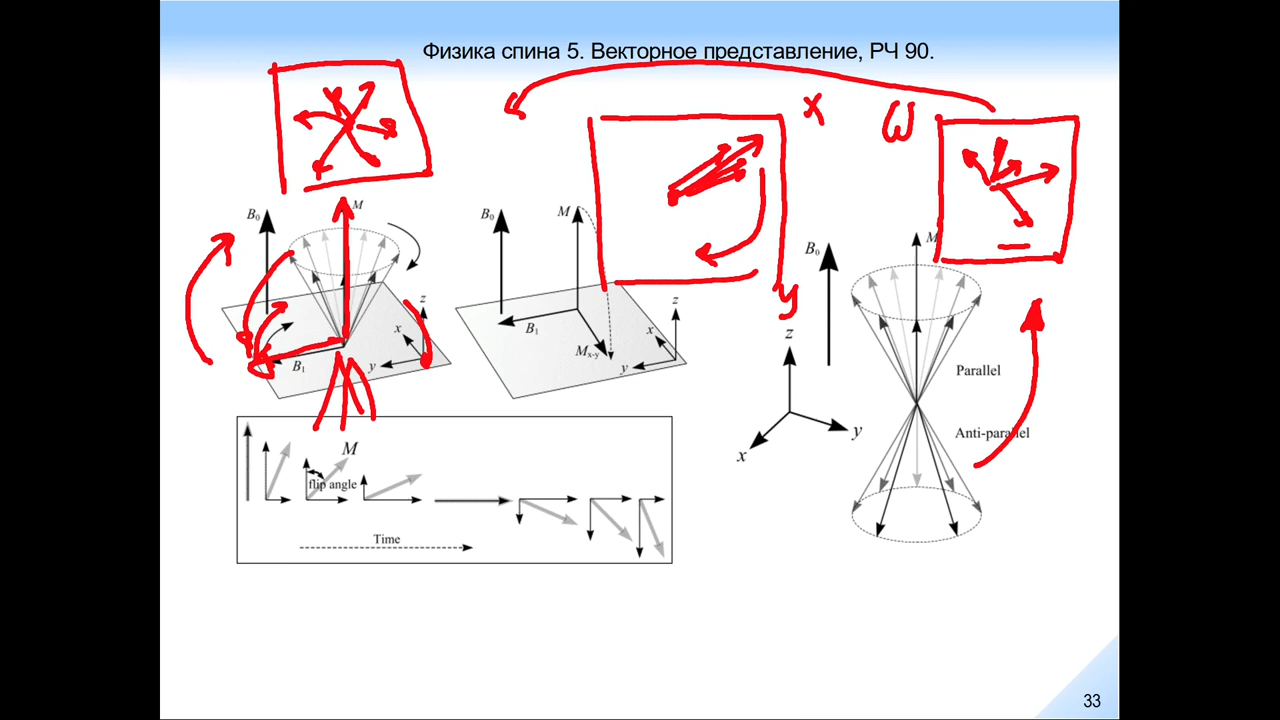 Физика спина 5. Векторное представление, РЧ 90.
x
ω
B₀
M
B₁
z
x
y
B₀
M
B₁
Mx-y
z
x
y
y
B₀
M
z
y
x
Parallel
Anti-parallel
M
flip angle
Time
33